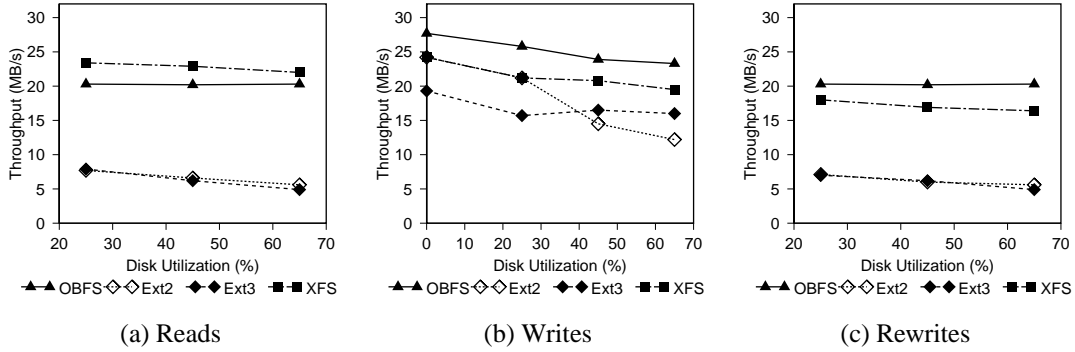 30
25
20
15
10
5
0
Throughput (MB/s)
20 30 40 50 60 70
Disk Utilization (%)
OBFS Ext2 Ext3 XFS
(a) Reads
30
25
20
15
10
5
0
Throughput (MB/s)
0 10 20 30 40 50 60 70
Disk Utilization (%)
OBFS Ext2 Ext3 XFS
(b) Writes
30
25
20
15
10
5
0
Throughput (MB/s)
20 30 40 50 60 70
Disk Utilization (%)
OBFS Ext2 Ext3 XFS
(c) Rewrites